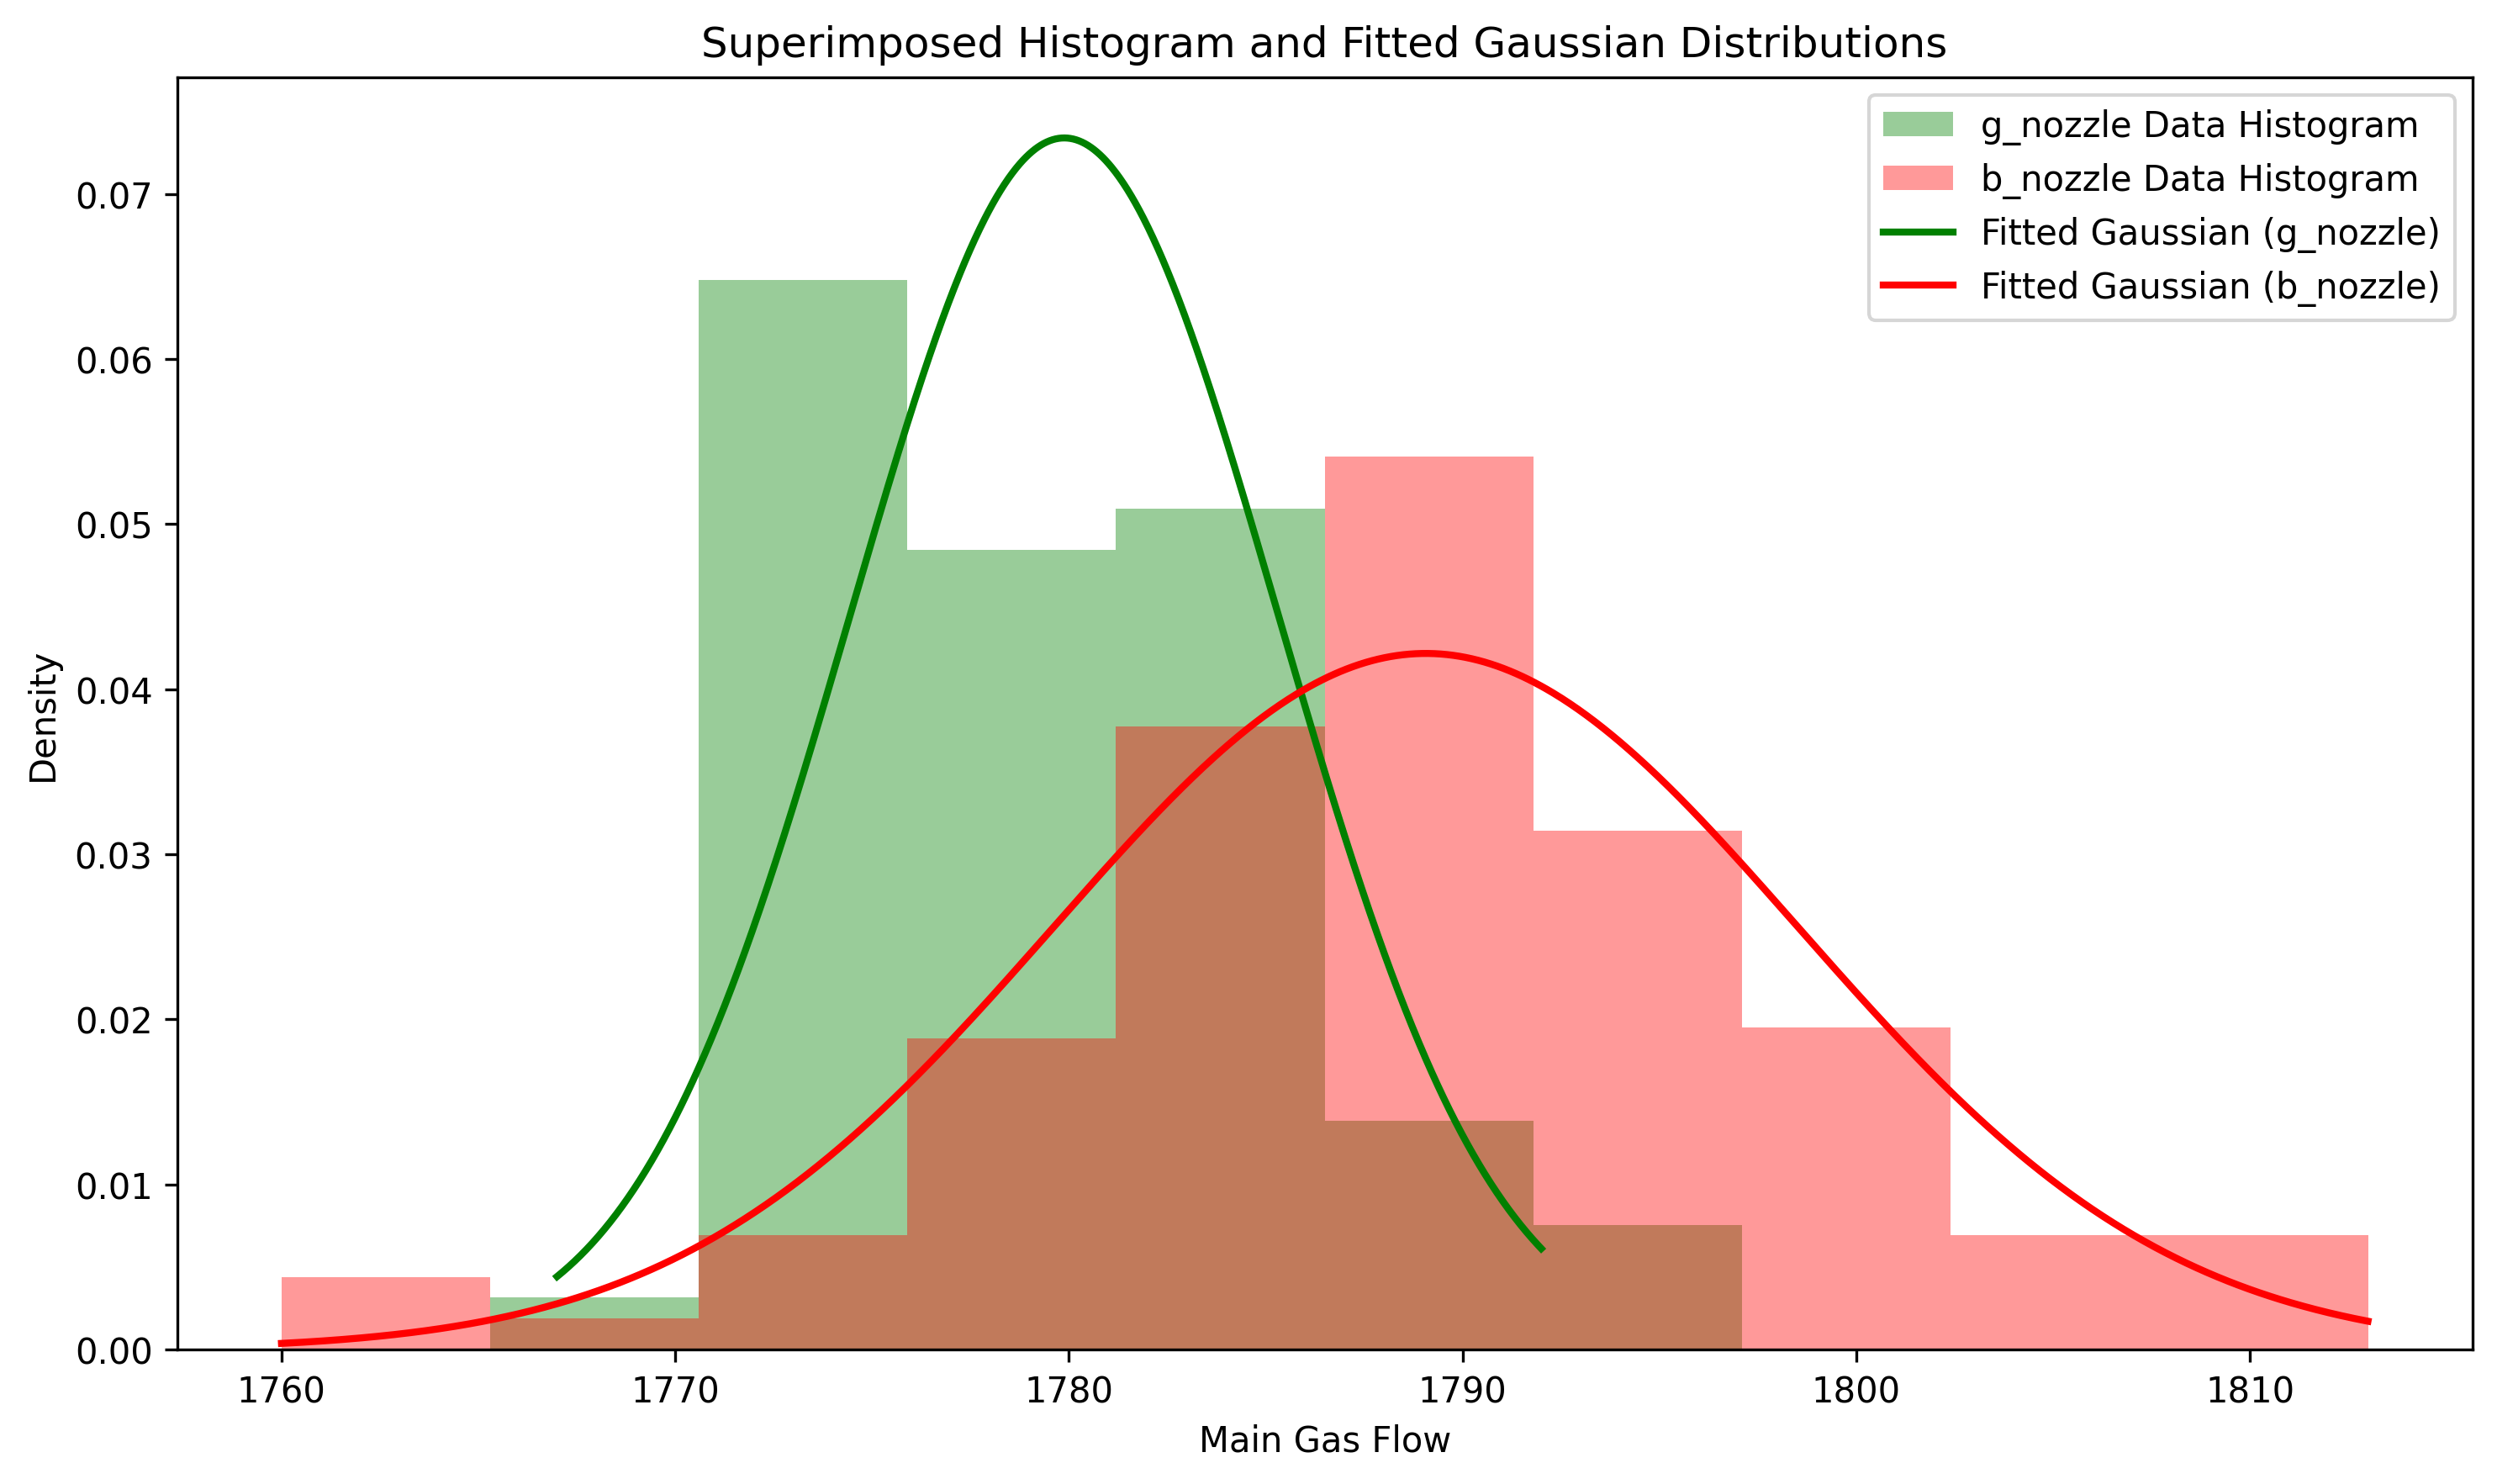 Superimposed Histogram and Fitted Gaussian Distributions
g_nozzle Data Histogram
b_nozzle Data Histogram
Fitted Gaussian (g_nozzle)
Fitted Gaussian (b_nozzle)
0.07
0.06
0.05
0.04
0.03
0.02
0.01
0.00
Density
1760 1770 1780 1790 1800 1810
Main Gas Flow